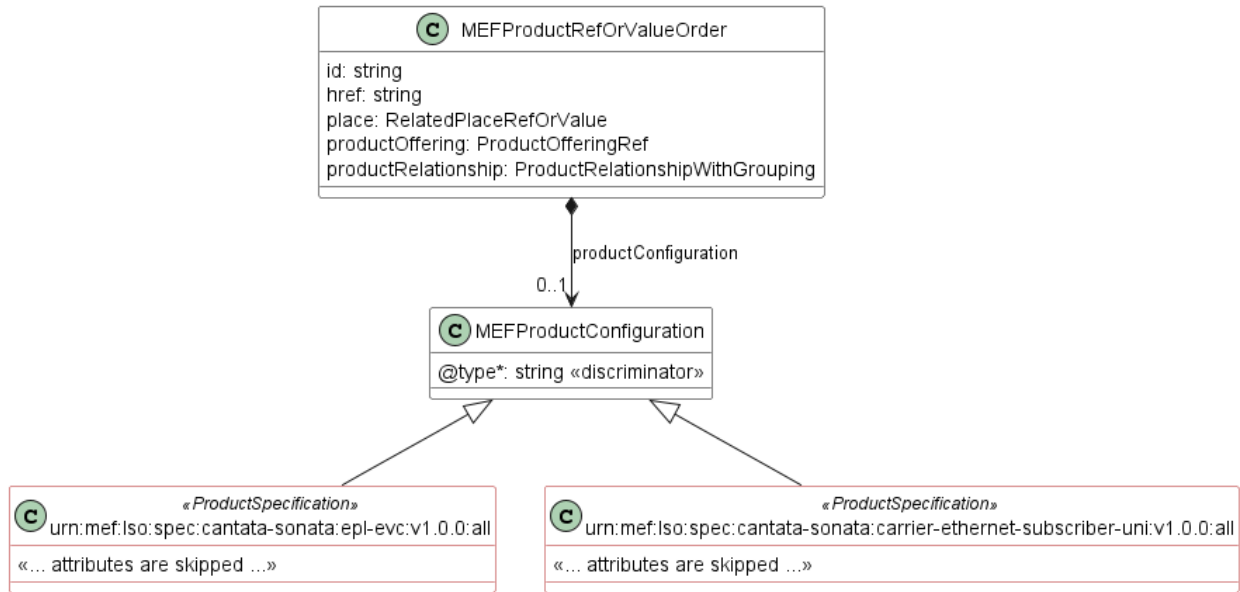 C MEFProductRefOrValueOrder
id: string
href: string
place: RelatedPlaceRefOrValue
productOffering: ProductOfferingRef
productRelationship: ProductRelationshipWithGrouping
productConfiguration
0..1
C MEFProductConfiguration
@type*: string «discriminator»
«ProductSpecification»
C urn:mef:lso:spec:cantata-sonata:epl-evc:v1.0.0:all
«... attributes are skipped ...»
«ProductSpecification»
C urn:mef:lso:spec:cantata-sonata:carrier-ethernet-subscriber-uni:v1.0.0:all
«... attributes are skipped ...»